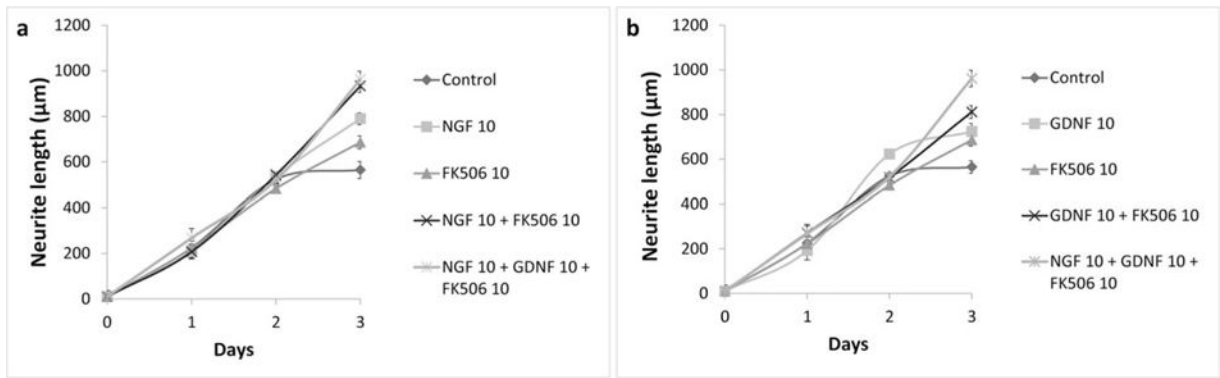 a
Neurite length (µm)
1200
1000
800
600
400
200
0
0 1 2 3
Days
Control
NGF 10
FK506 10
NGF 10 + FK506 10
NGF 10 + GDNF 10 +
FK506 10
b
Neurite length (µm)
1200
1000
800
600
400
200
0
0 1 2 3
Days
Control
GDNF 10
FK506 10
GDNF 10 + FK506 10
NGF 10 + GDNF 10 +
FK506 10